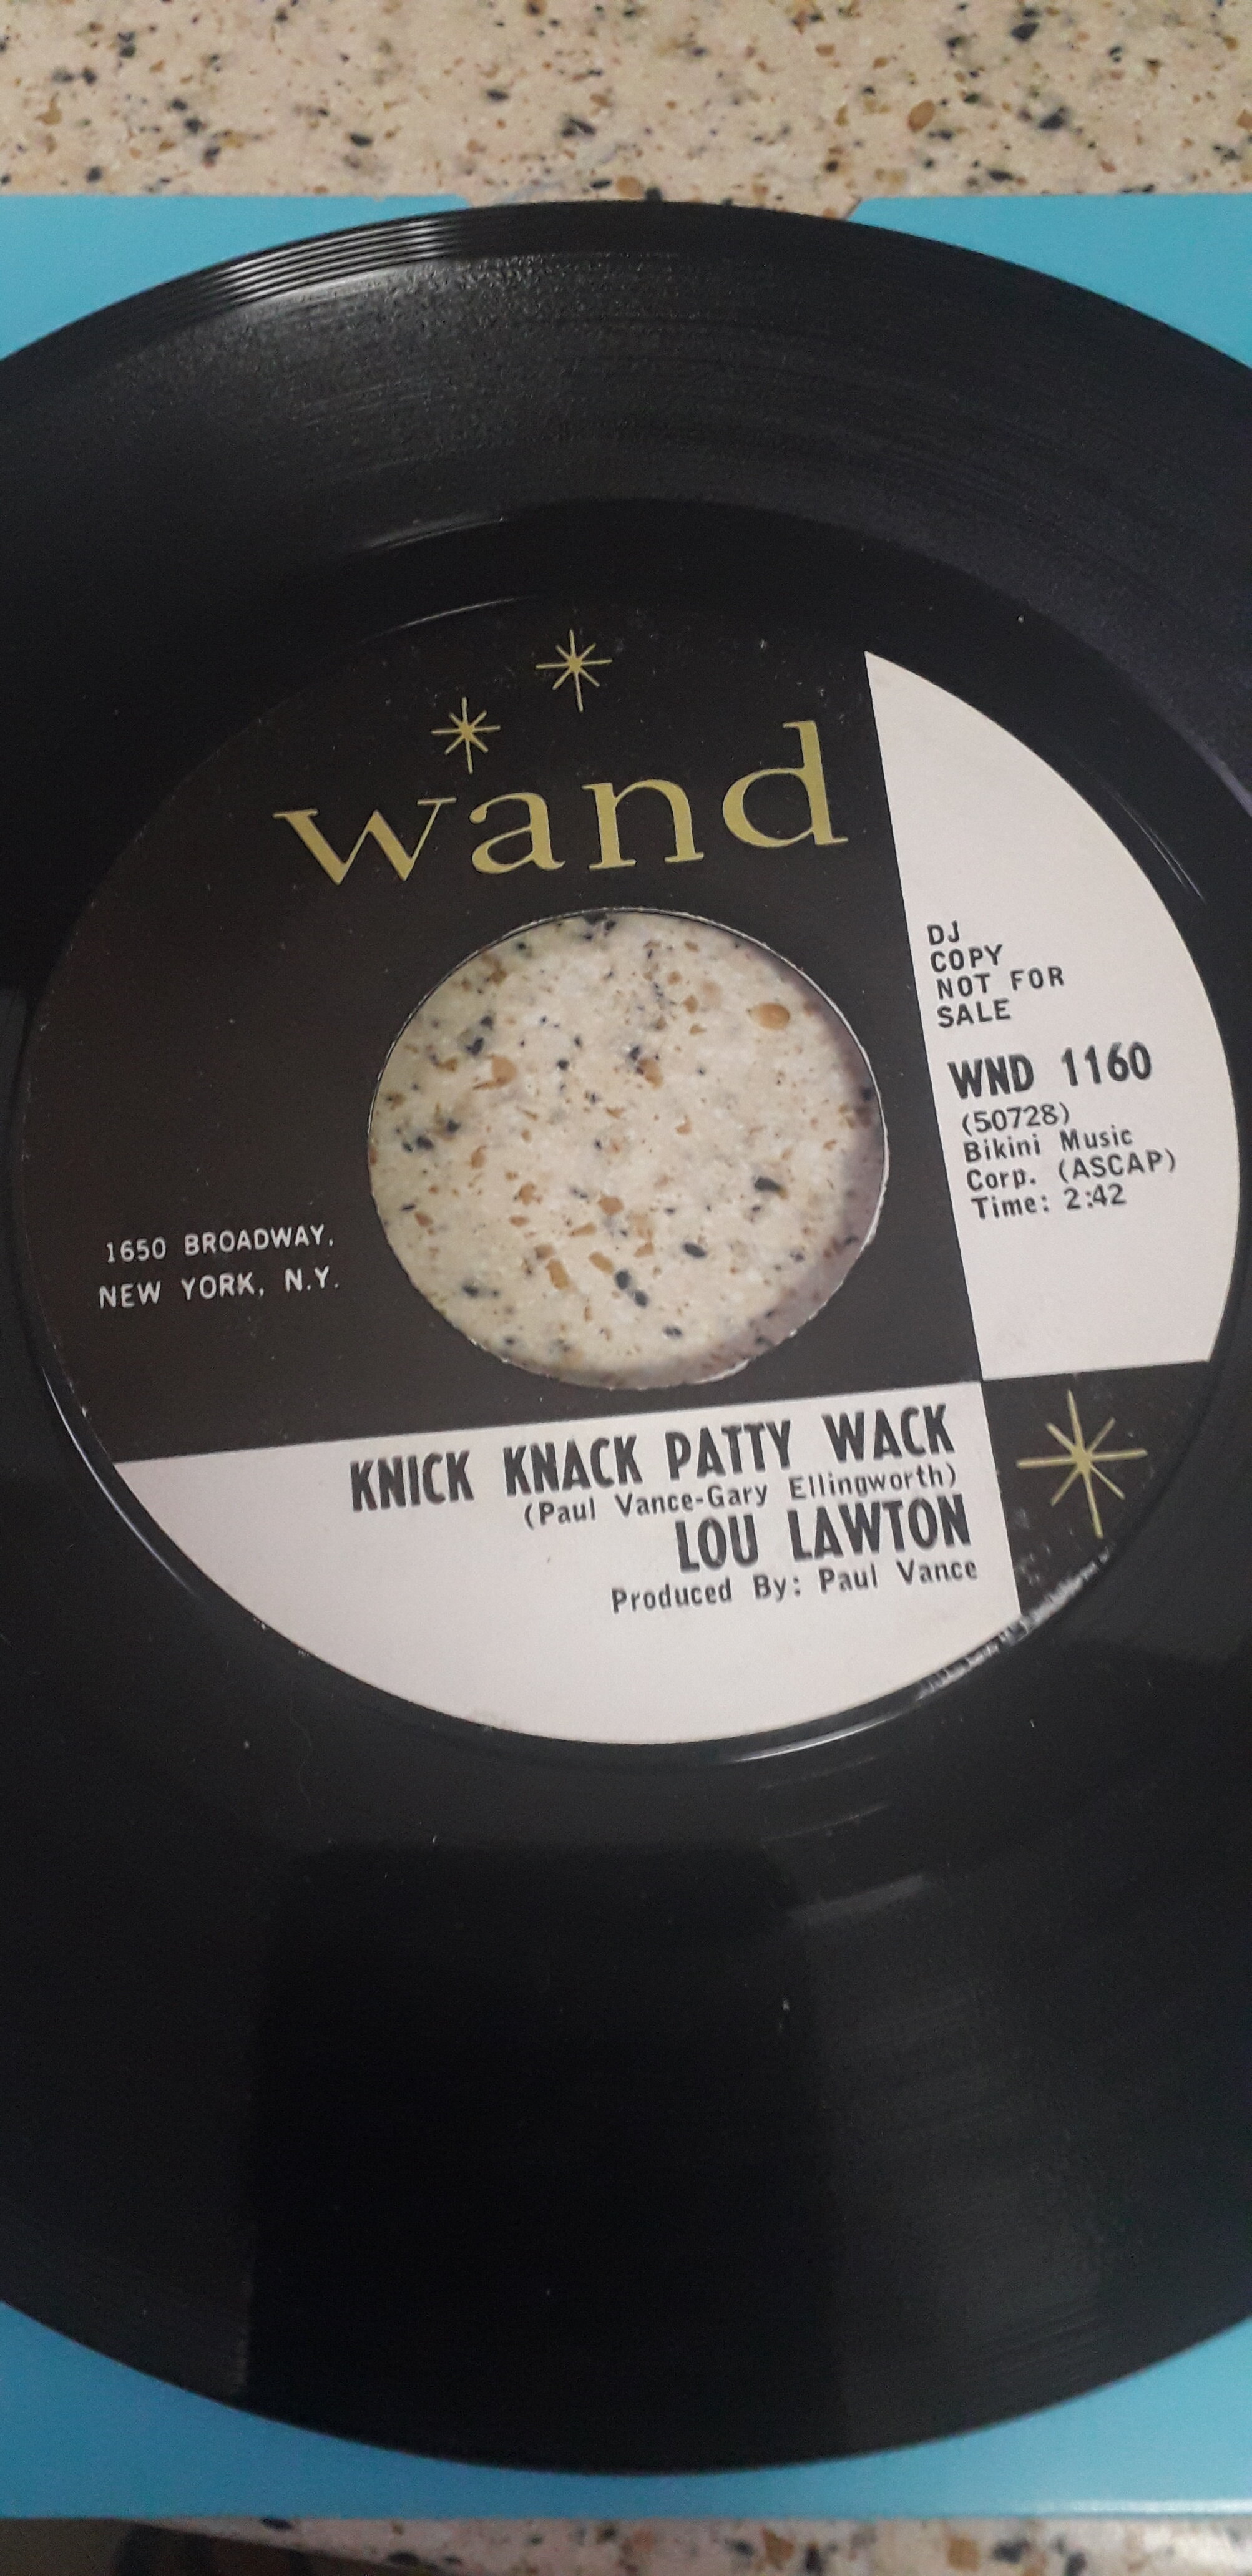 wand
DJ
COPY
NOT FOR
SALE
WND 1160
(50728)
Bikini Music
Corp. (ASCAP)
Time: 2:42
1650 BROADWAY,
NEW YORK, N.Y.
KNICK KNACK PATTY WACK
(Paul Vance-Gary Ellingworth)
LOU LAWTON
Produced By: Paul Vance